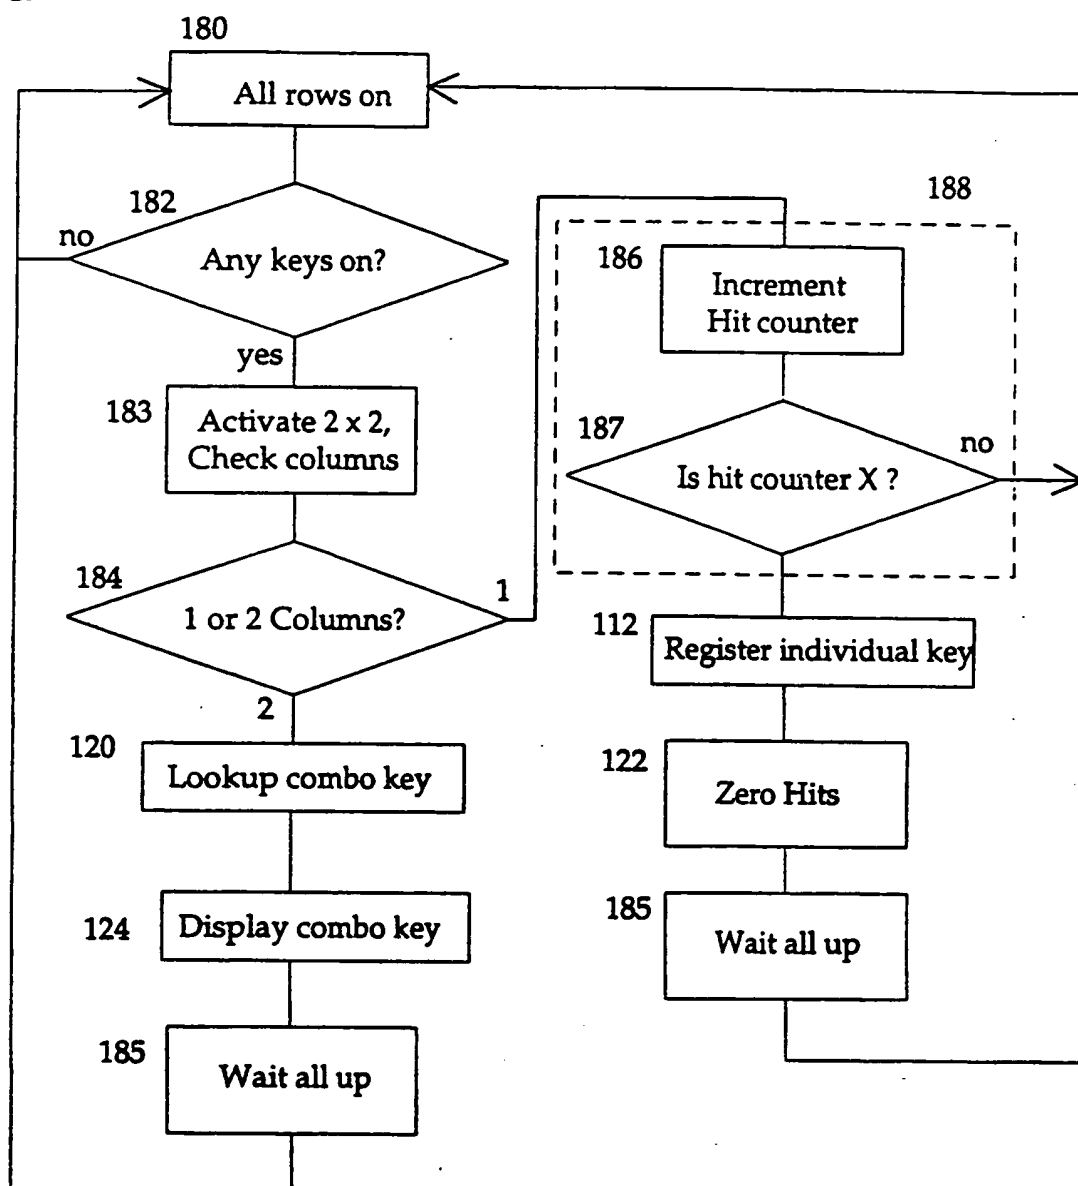 180
All rows on
182
no
Any keys on?
yes
183
Activate 2 x 2,
Check columns
184
1
1 or 2 Columns?
2
120
Lookup combo key
124
Display combo key
185
Wait all up
188
186
Increment
Hit counter
187
no
Is hit counter X ?
112
Register individual key
122
Zero Hits
185
Wait all up